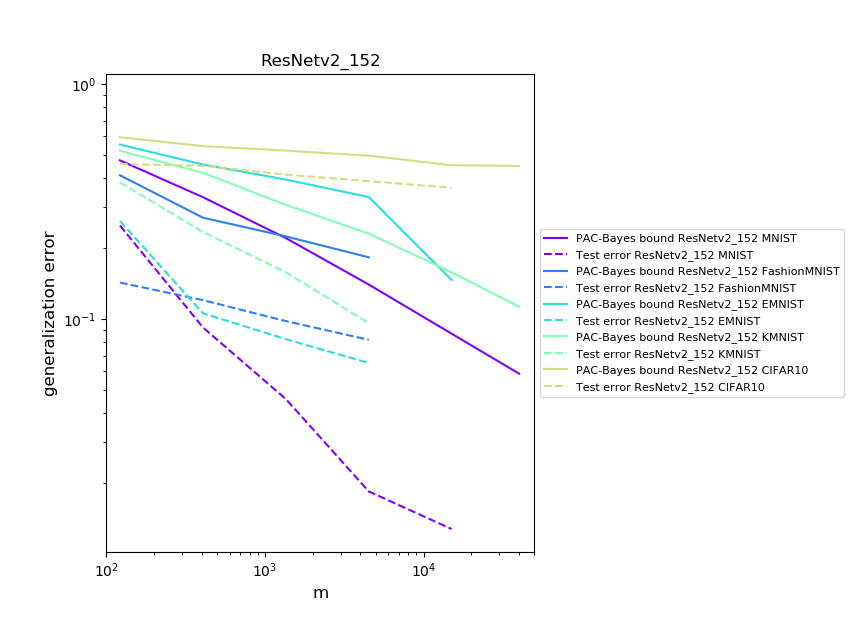 ResNetv2_152
10⁰
10⁻¹
generalization error
10²
10³
10⁴
m
PAC-Bayes bound ResNetv2_152 MNIST
Test error ResNetv2_152 MNIST
PAC-Bayes bound ResNetv2_152 FashionMNIST
Test error ResNetv2_152 FashionMNIST
PAC-Bayes bound ResNetv2_152 EMNIST
Test error ResNetv2_152 EMNIST
PAC-Bayes bound ResNetv2_152 KMNIST
Test error ResNetv2_152 KMNIST
PAC-Bayes bound ResNetv2_152 CIFAR10
Test error ResNetv2_152 CIFAR10